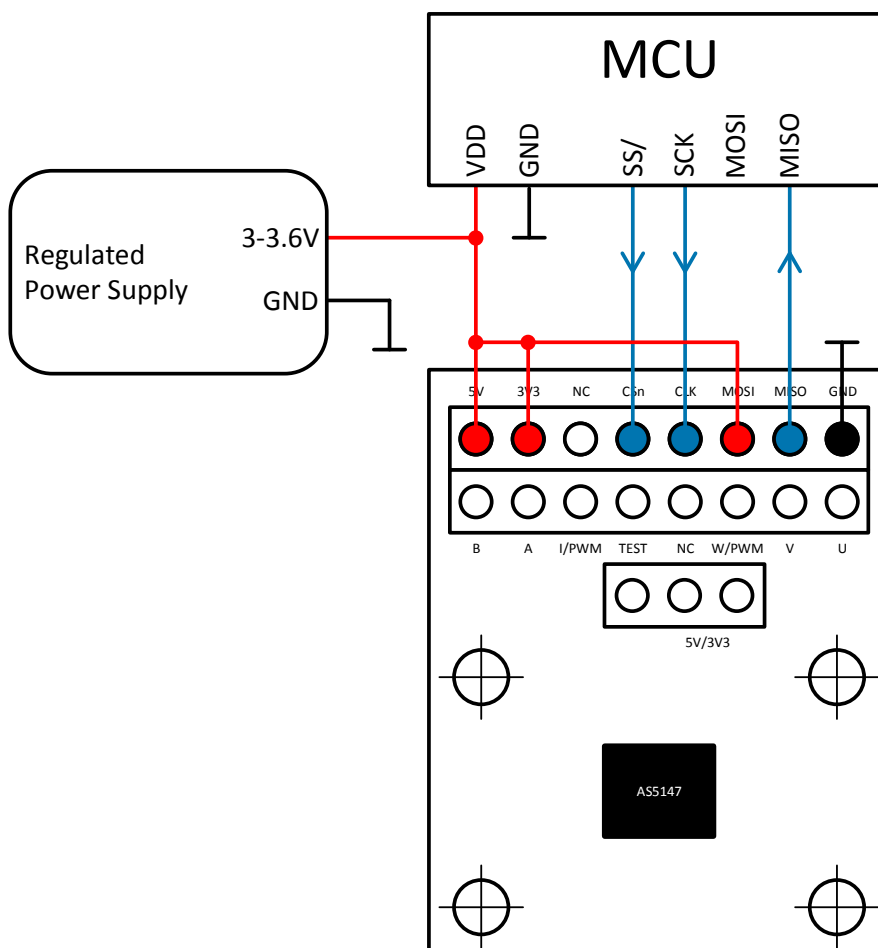 MCU
VDD
GND
SS/
SCK
MOSI
MISO
Regulated
Power Supply
3-3.6V
GND
5V 3V3 NC CSn CLK MOSI MISO GND
B A I/PWM TEST NC W/PWM V U
5V/3V3
AS5147